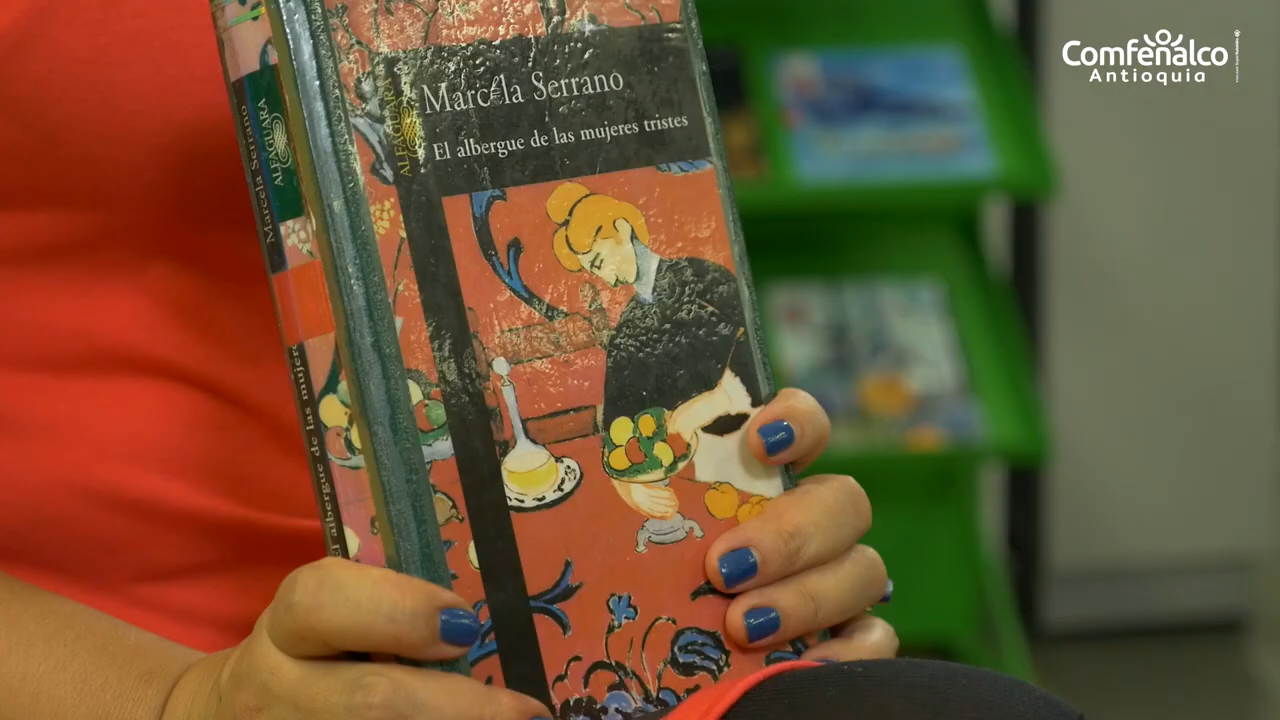 Comfenalco
Antioquia
Marcela Serrano
El albergue de las mujeres tristes
ALFAGUARA
ALFAGUARA
Marcela Serrano
El albergue de las mujer